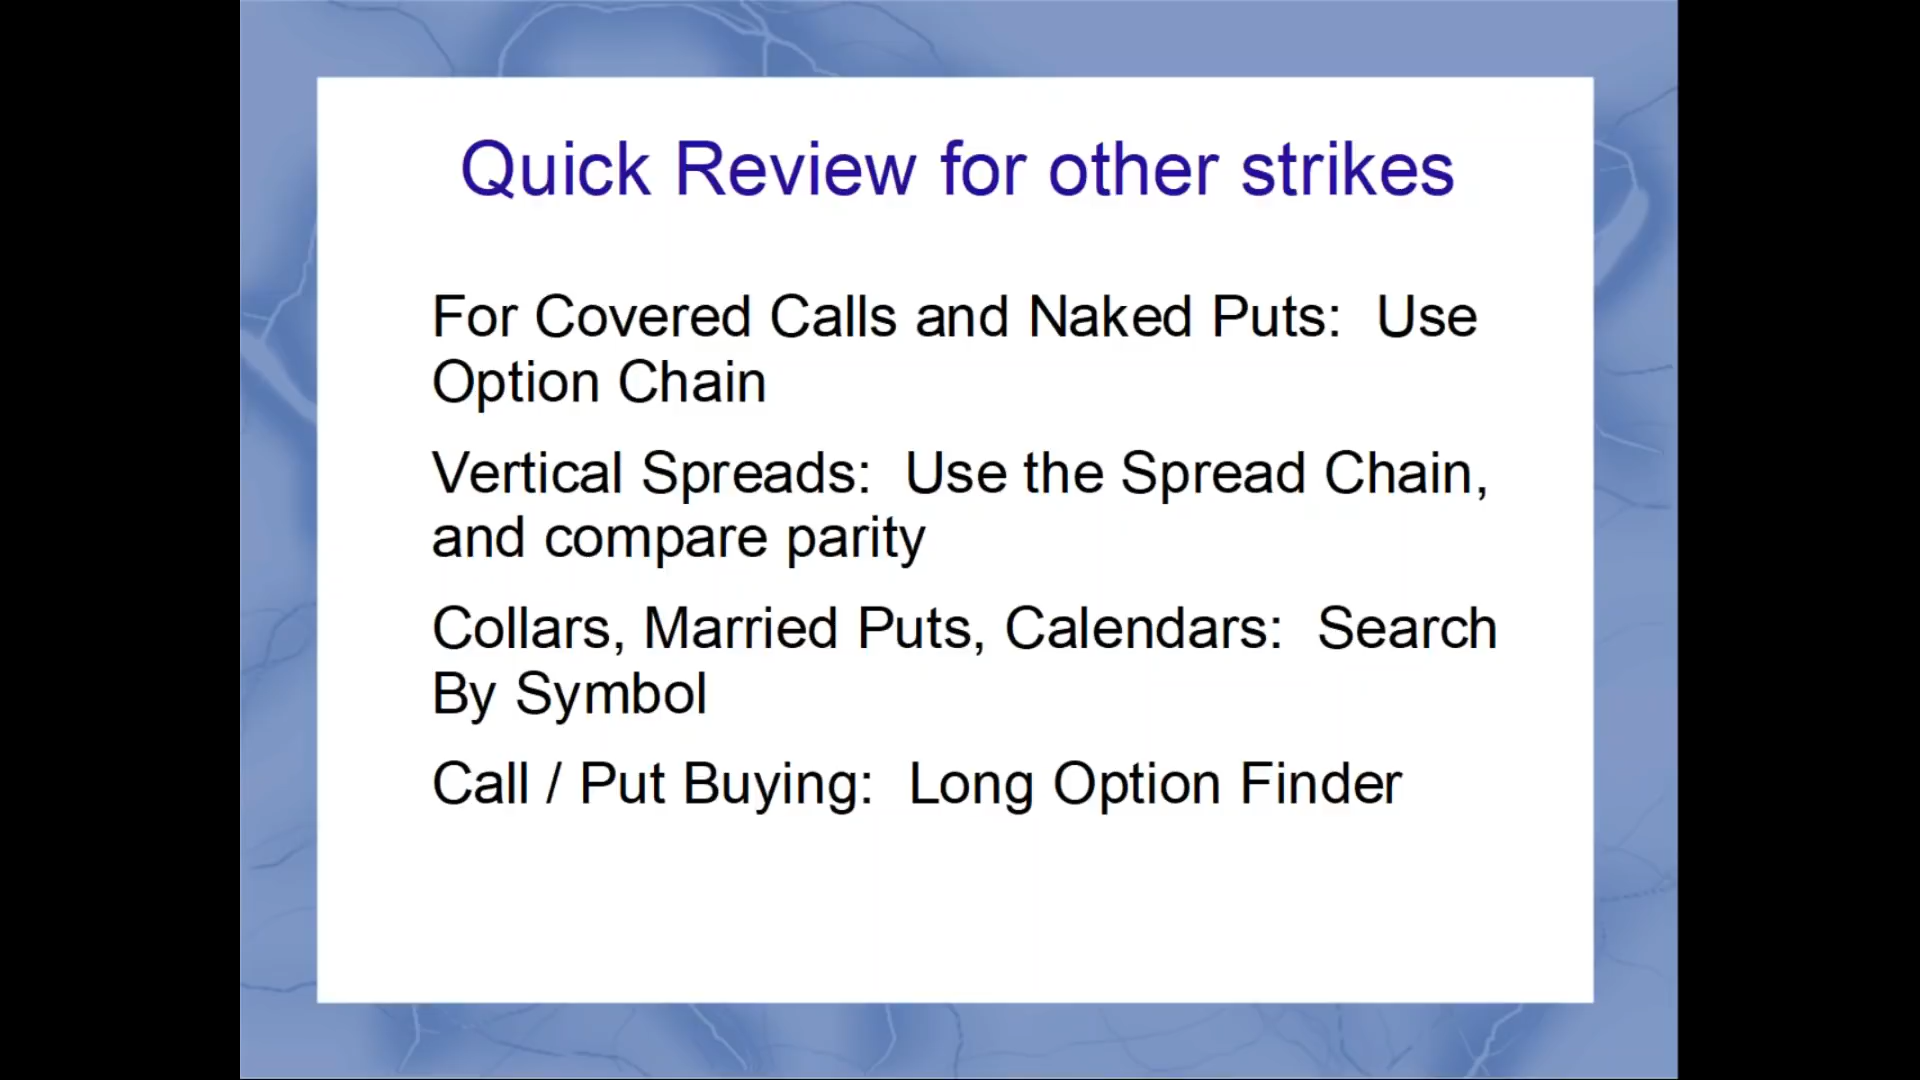 Quick Review for other strikes
For Covered Calls and Naked Puts:  Use
Option Chain
Vertical Spreads:  Use the Spread Chain,
and compare parity
Collars, Married Puts, Calendars:  Search
By Symbol
Call / Put Buying:  Long Option Finder